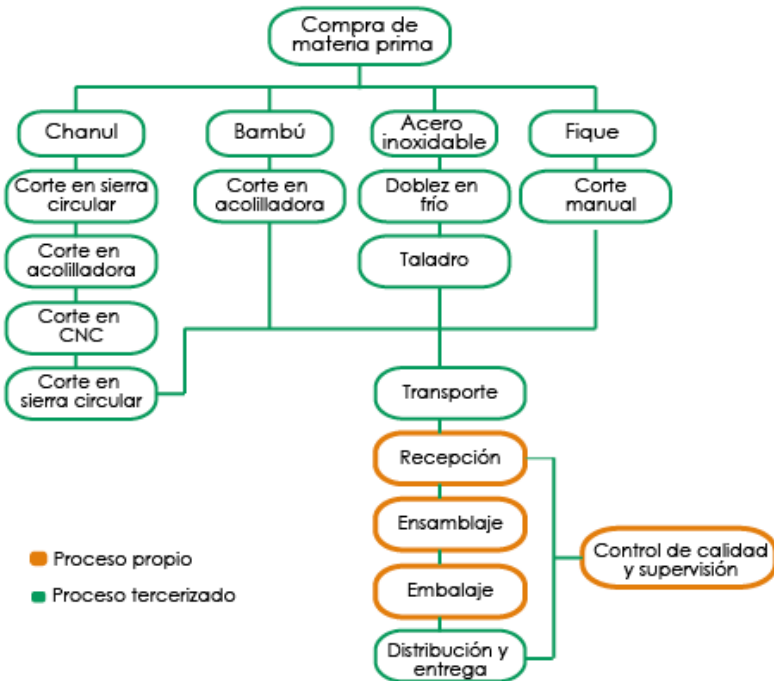 Compra de
materia prima
Chanul
Bambú
Acero
inoxidable
Fique
Corte en sierra
circular
Corte en
acolilladora
Doblez en
frío
Corte
manual
Corte en
acolilladora
Taladro
Corte en
CNC
Corte en
sierra circular
Transporte
Recepción
Ensamblaje
Control de calidad
y supervisión
Proceso propio
Embalaje
Proceso tercerizado
Distribución y
entrega